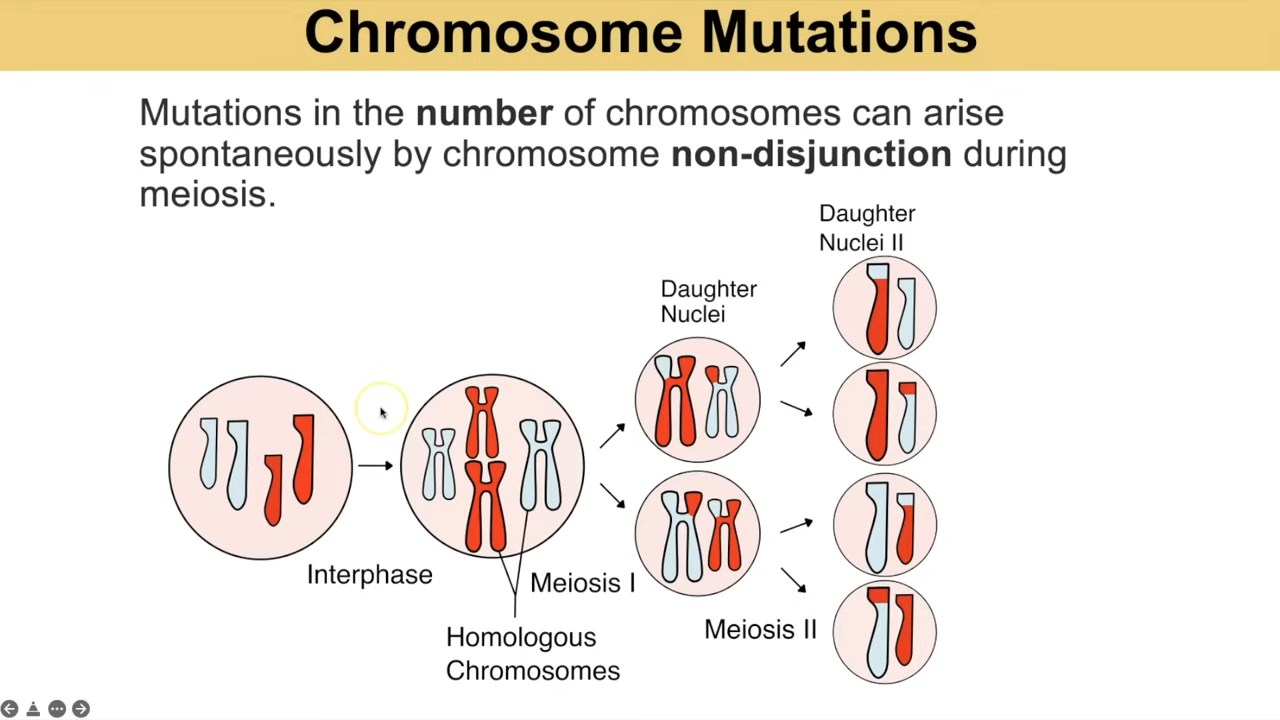 Chromosome Mutations
Mutations in the number of chromosomes can arise
spontaneously by chromosome non-disjunction during
meiosis.
Daughter
Nuclei II
Daughter
Nuclei
Interphase
Meiosis I
Homologous
Chromosomes
Meiosis II